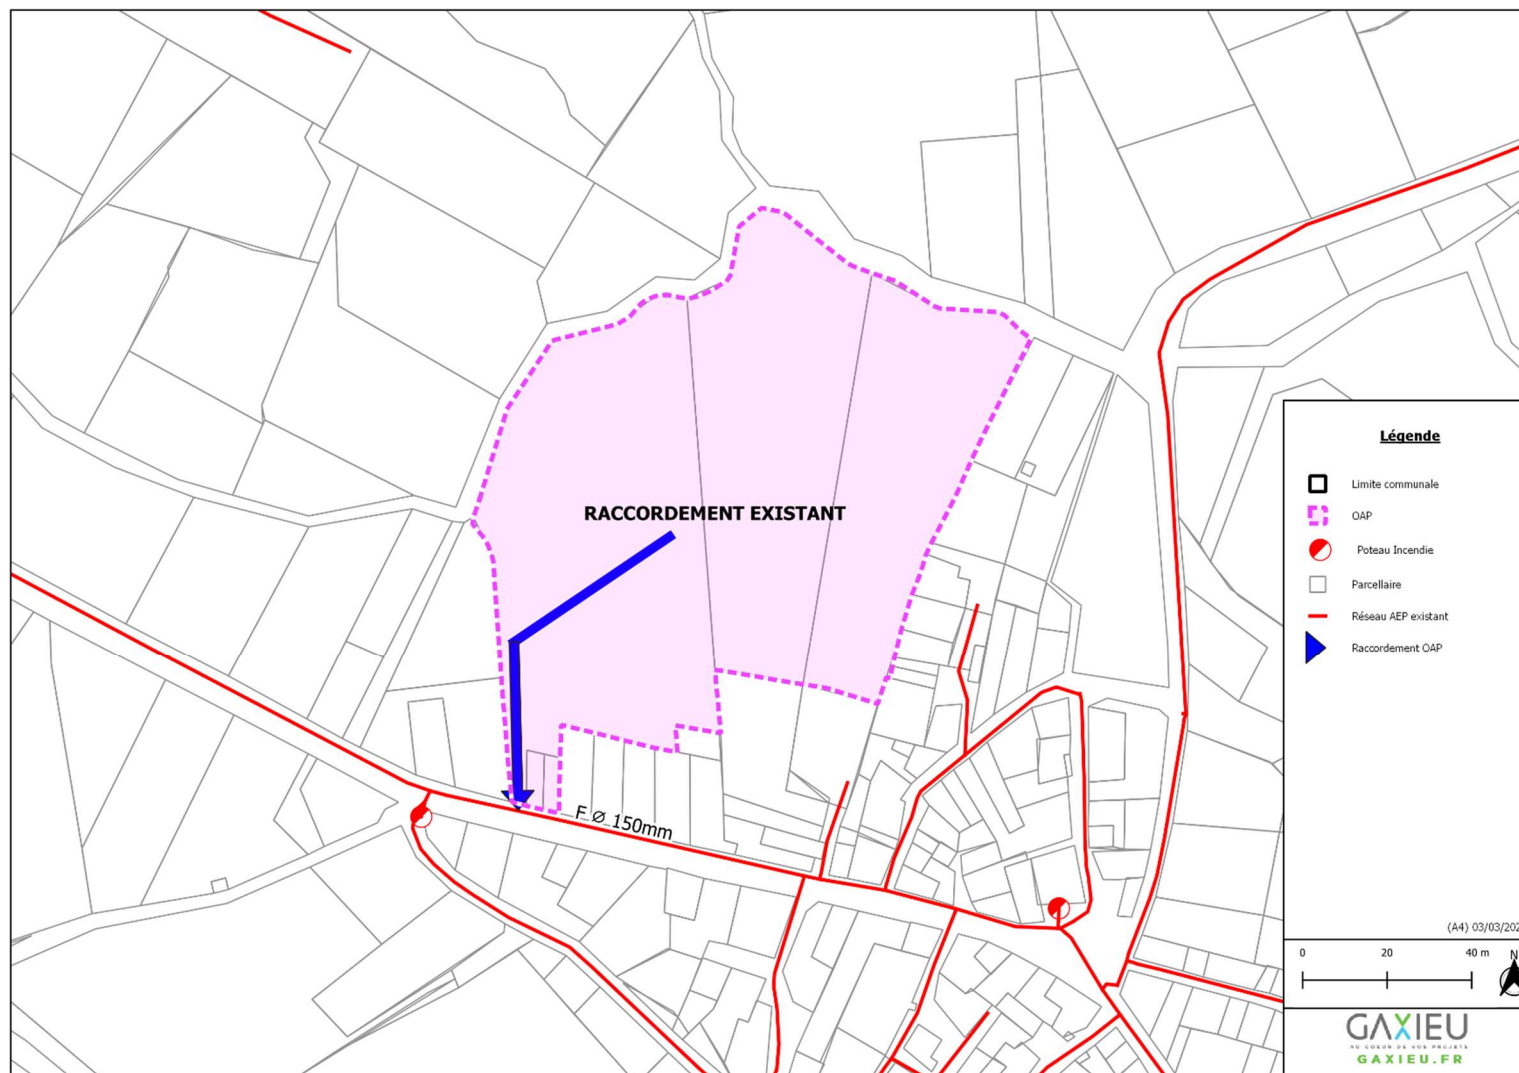 RACCORDEMENT EXISTANT
F Ø 150mm
Légende
Limite communale
OAP
Poteau Incendie
Parcellaire
Réseau AEP existant
Raccordement OAP
(A4) 03/03/202
0 20 40 m N
GAXIEU
AU COEUR DE VOS PROJETS
GAXIEU.FR